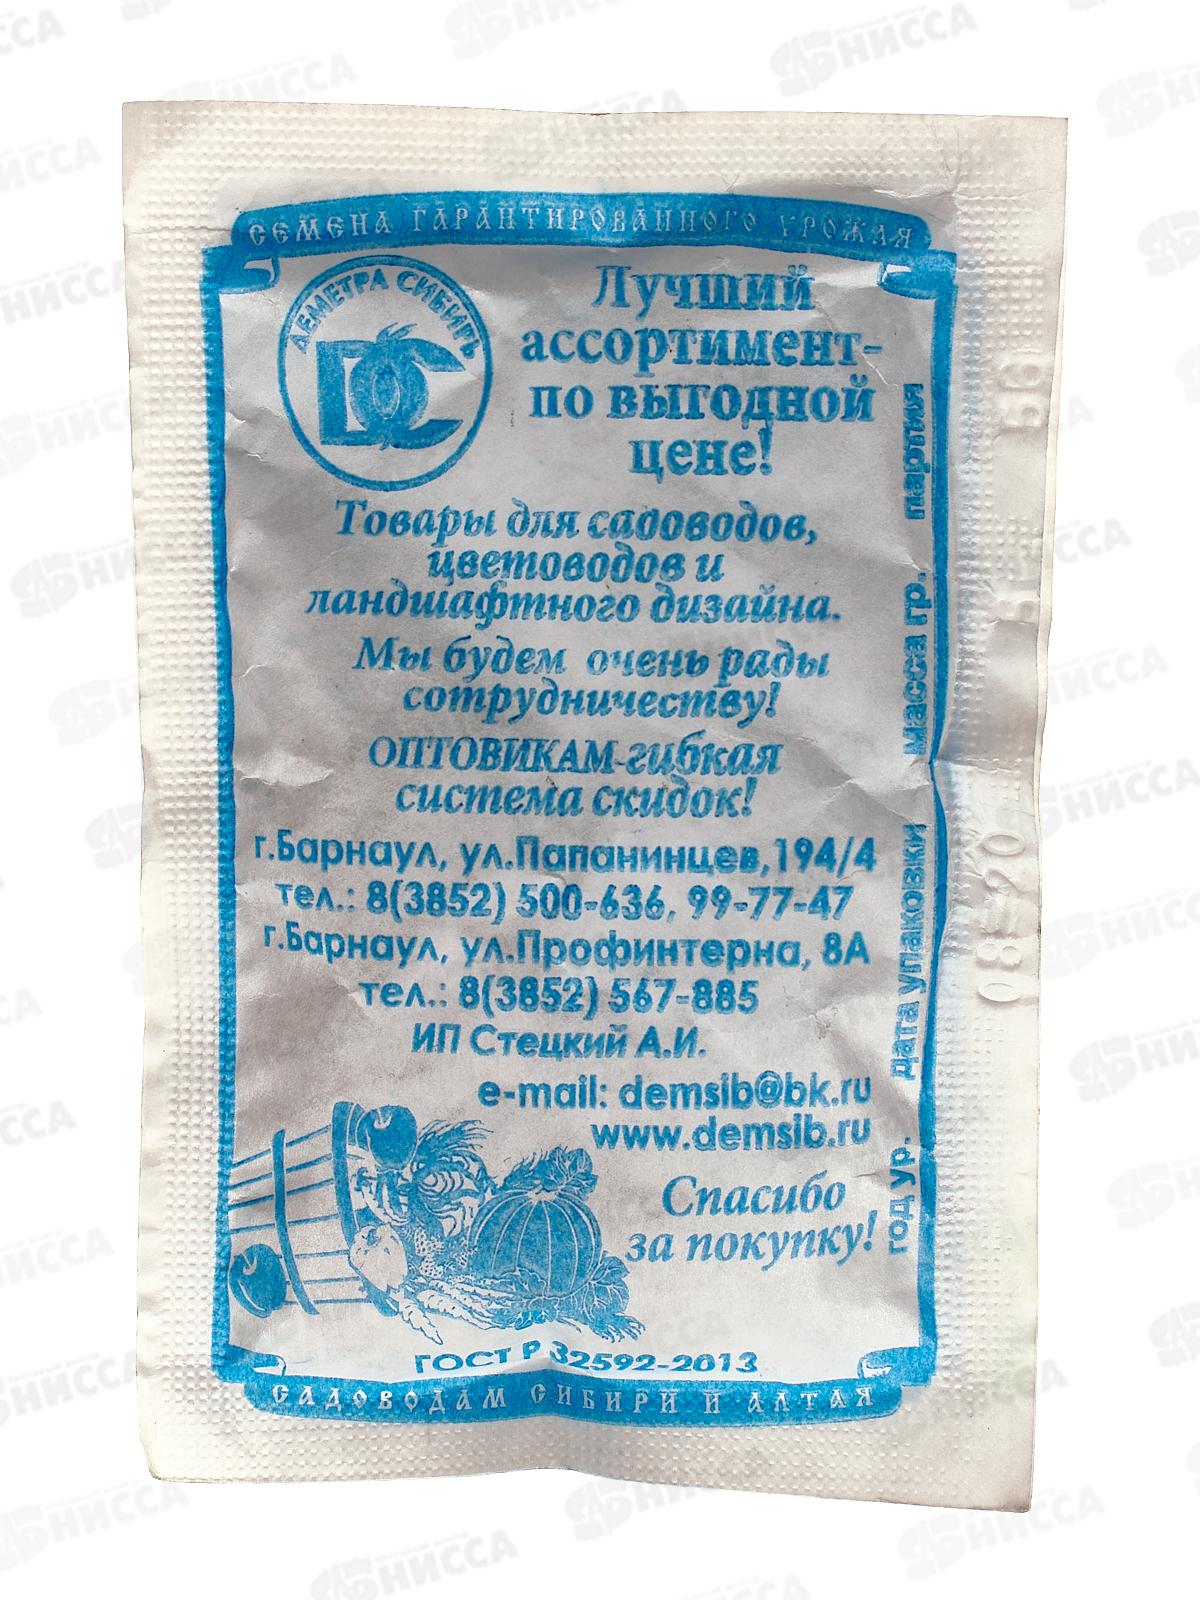 СЕМЕНА ГАРАНТИРОВАННОГО УРОЖАЯ
ДЕМЕТРА СИБИРЬ
DC
Лучший
ассортимент-
по выгодной
цене!
Товары для садоводов,
цветоводов и
ландшафтного дизайна.
Мы будем очень рады
сотрудничеству!
ОПТОВИКАМ-гибкая
система скидок!
г.Барнаул, ул.Папанинцев,194/4
тел.: 8(3852) 500-636, 99-77-47
г.Барнаул, ул.Профинтерна, 8А
тел.: 8(3852) 567-885
ИП Стецкий А.И.
e-mail: demsib@bk.ru
www.demsib.ru
Спасибо
за покупку!
ГОСТ Р 32592-2013
САДОВОДАМ СИБИРИ И АЛТАЯ
год ур. дата упаковки масса гр. партия
08-20
НИССА